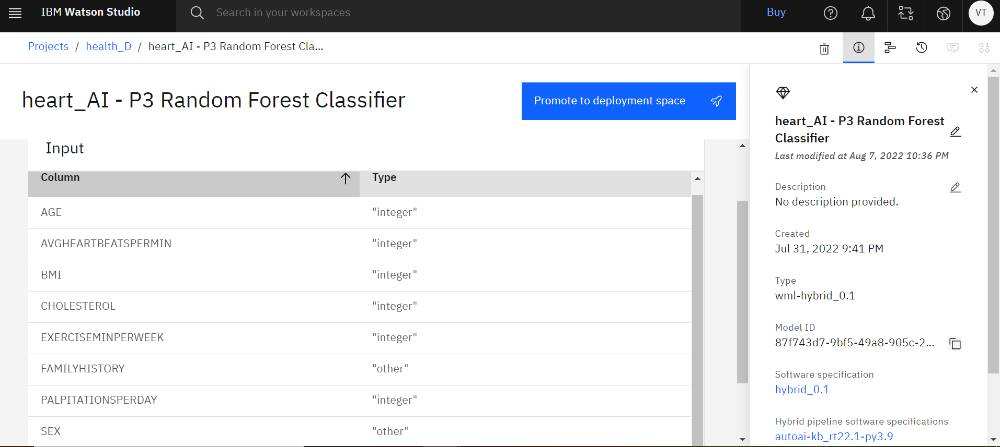 IBM Watson Studio
Search in your workspaces
Buy
VT
Projects / health_D / heart_AI - P3 Random Forest Cla...
heart_AI - P3 Random Forest Classifier
Promote to deployment space
Input
Column Type
AGE "integer"
AVGHEARTBEATSPERMIN "integer"
BMI "integer"
CHOLESTEROL "integer"
EXERCISEMINPERWEEK "integer"
FAMILYHISTORY "other"
PALPITATIONSPERDAY "integer"
SEX "other"
heart_AI - P3 Random Forest
Classifier
Last modified at Aug 7, 2022 10:36 PM
Description
No description provided.
Created
Jul 31, 2022 9:41 PM
Type
wml-hybrid_0.1
Model ID
87f743d7-9bf5-49a8-905c-2...
Software specification
hybrid_0.1
Hybrid pipeline software specifications
autoai-kb_rt22.1-py3.9